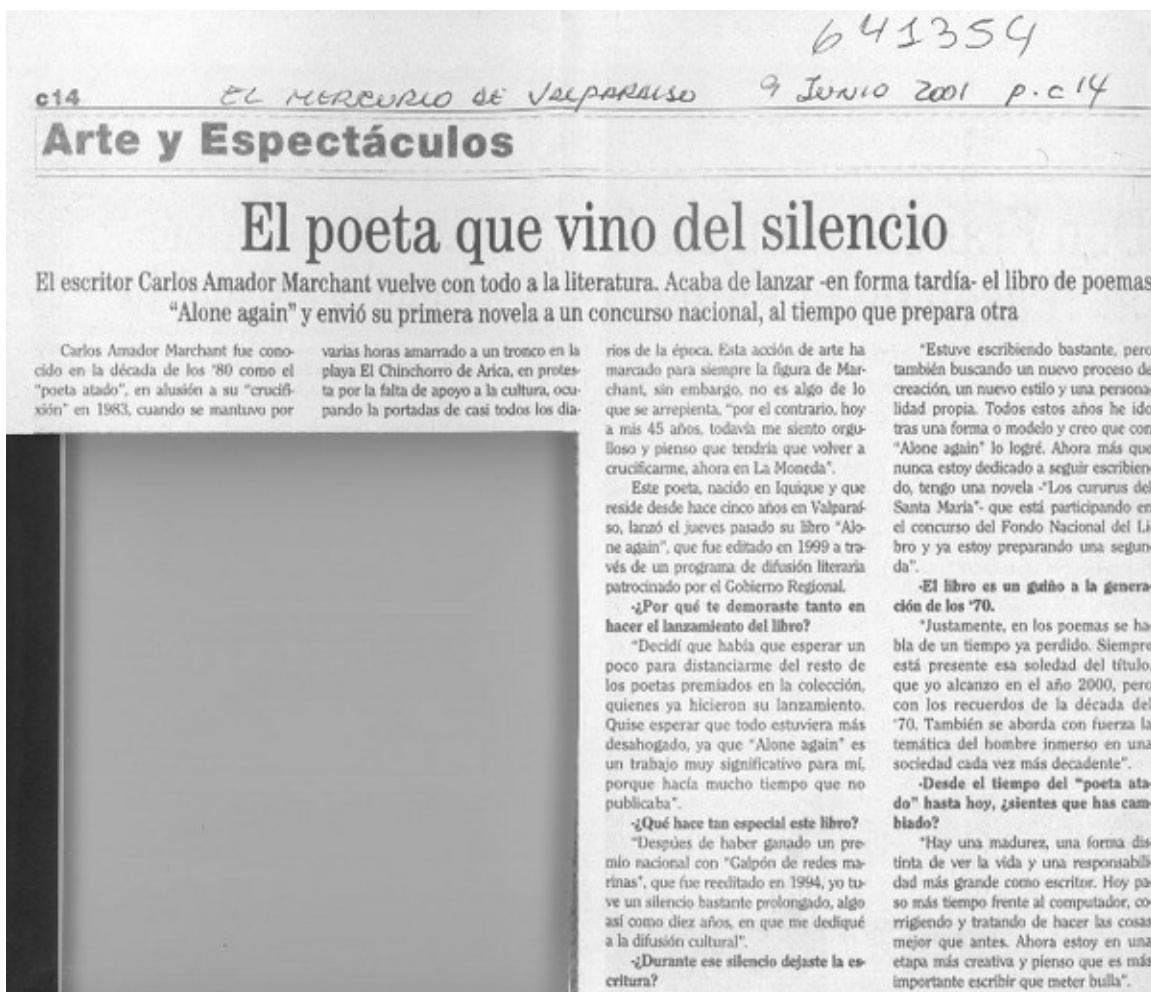 641354
c14 EL MERCURIO DE VALPARAISO 9 JUNIO 2001 p.c14
Arte y Espectáculos
El poeta que vino del silencio
El escritor Carlos Amador Marchant vuelve con todo a la literatura. Acaba de lanzar -en forma tardía- el libro de poemas
“Alone again” y envió su primera novela a un concurso nacional, al tiempo que prepara otra
Carlos Amador Marchant fue cono-
cido en la década de los ‘80 como el
“poeta atado”, en alusión a su “crucifi-
xión” en 1983, cuando se mantuvo por
varias horas amarrado a un tronco en la
playa El Chinchorro de Arica, en protes-
ta por la falta de apoyo a la cultura, ocu-
pando la portadas de casi todos los dia-
rios de la época. Esta acción de arte ha
marcado para siempre la figura de Mar-
chant, sin embargo, no es algo de lo
que se arrepienta, “por el contrario, hoy
a mis 45 años, todavía me siento orgu-
lloso y pienso que tendría que volver a
crucificarme, ahora en La Moneda”.
Este poeta, nacido en Iquique y que
reside desde hace cinco años en Valparaí-
so, lanzó el jueves pasado su libro “Alo-
ne again”, que fue editado en 1999 a tra-
vés de un programa de difusión literaria
patrocinado por el Gobierno Regional.
-¿Por qué te demoraste tanto en
hacer el lanzamiento del libro?
“Decidí que había que esperar un
poco para distanciarme del resto de
los poetas premiados en la colección,
quienes ya hicieron su lanzamiento.
Quise esperar que todo estuviera más
desahogado, ya que “Alone again” es
un trabajo muy significativo para mí,
porque hacía mucho tiempo que no
publicaba”.
-¿Qué hace tan especial este libro?
“Despúes de haber ganado un pre-
mio nacional con “Galpón de redes ma-
rinas”, que fue reeditado en 1994, yo tu-
ve un silencio bastante prolongado, algo
así como diez años, en que me dediqué
a la difusión cultural”.
-¿Durante ese silencio dejaste la es-
critura?
“Estuve escribiendo bastante, pero
también buscando un nuevo proceso de
creación, un nuevo estilo y una persona-
lidad propia. Todos estos años he ido
tras una forma o modelo y creo que con
“Alone again” lo logré. Ahora más que
nunca estoy dedicado a seguir escribien-
do, tengo una novela -“Los cururus del
Santa María”- que está participando en
el concurso del Fondo Nacional del Li-
bro y ya estoy preparando una segun-
da”.
-El libro es un guiño a la genera-
ción de los ‘70.
“Justamente, en los poemas se ha-
bla de un tiempo ya perdido. Siempre
está presente esa soledad del título,
que yo alcanzo en el año 2000, pero
con los recuerdos de la década del
‘70. También se aborda con fuerza la
temática del hombre inmerso en una
sociedad cada vez más decadente”.
-Desde el tiempo del “poeta ata-
do” hasta hoy, ¿sientes que has cam-
biado?
“Hay una madurez, una forma dis-
tinta de ver la vida y una responsabili-
dad más grande como escritor. Hoy pa-
so más tiempo frente al computador, co-
rrigiendo y tratando de hacer las cosas
mejor que antes. Ahora estoy en una
etapa más creativa y pienso que es más
importante escribir que meter bulla”.